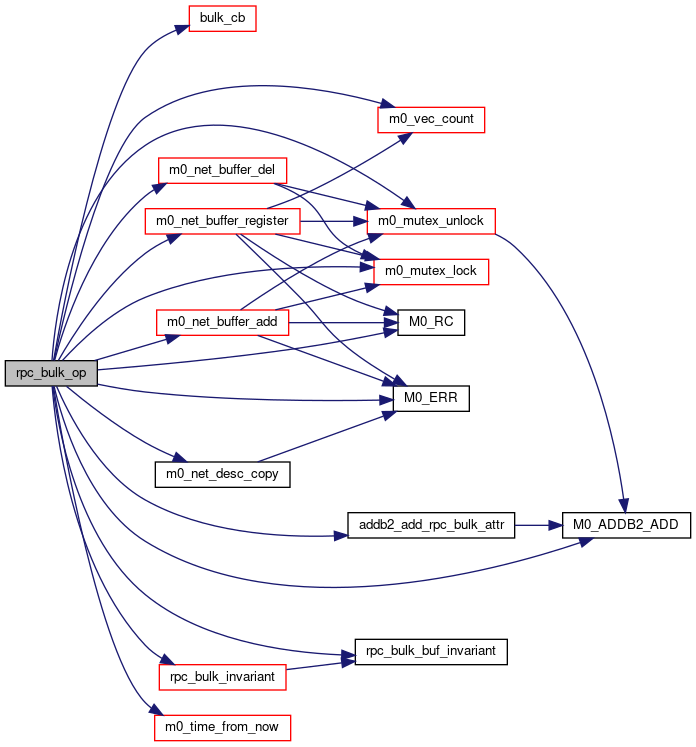 bulk_cb
m0_vec_count
m0_net_buffer_del
m0_net_buffer_register
m0_mutex_unlock
m0_mutex_lock
m0_net_buffer_add
M0_RC
rpc_bulk_op
M0_ERR
m0_net_desc_copy
addb2_add_rpc_bulk_attr
M0_ADDB2_ADD
rpc_bulk_buf_invariant
rpc_bulk_invariant
m0_time_from_now